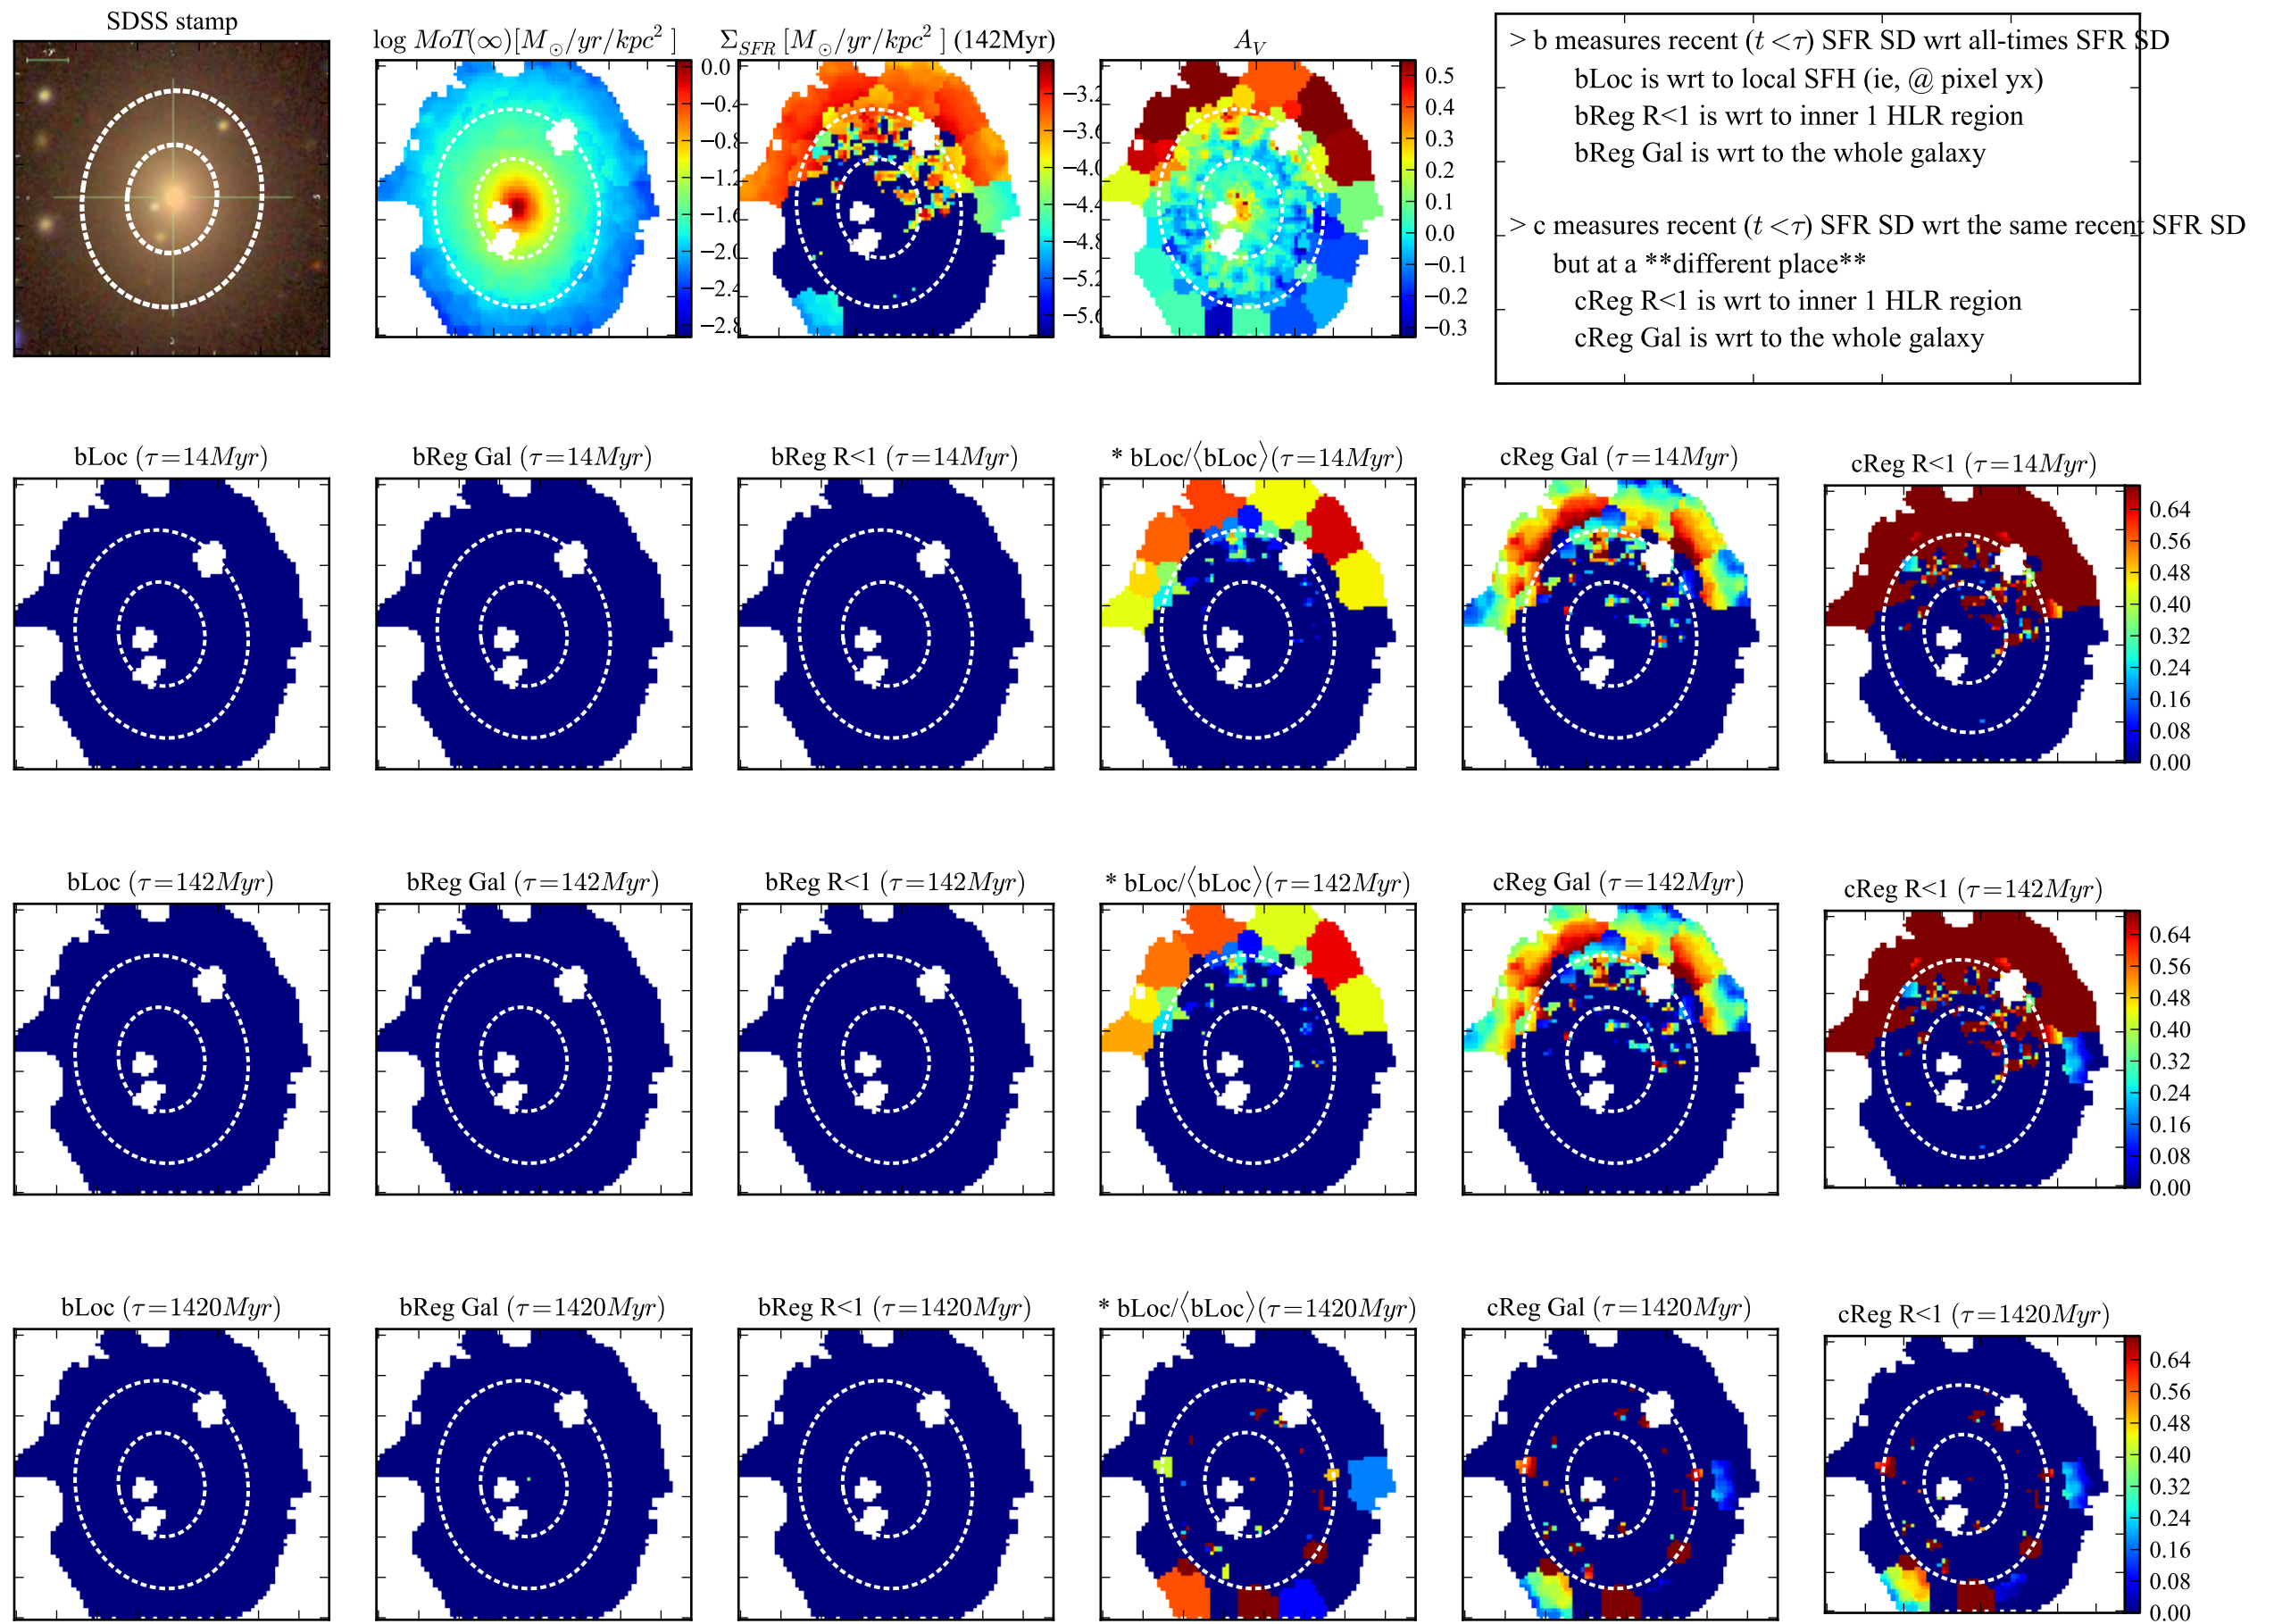 SDSS stamp
log MoT(∞)[M⊙/yr/kpc² ]
Σ_SFR [M⊙/yr/kpc² ] (142Myr)
A_V
0.0
−0.4
−0.8
−1.2
−1.6
−2.0
−2.4
−2.8
−3.2
−3.6
−4.0
−4.4
−4.8
−5.2
−5.6
0.5
0.4
0.3
0.2
0.1
0.0
−0.1
−0.2
−0.3
> b measures recent (t <τ) SFR SD wrt all-times SFR SD
bLoc is wrt to local SFH (ie, @ pixel yx)
bReg R<1 is wrt to inner 1 HLR region
bReg Gal is wrt to the whole galaxy
> c measures recent (t <τ) SFR SD wrt the same recent SFR SD
but at a **different place**
cReg R<1 is wrt to inner 1 HLR region
cReg Gal is wrt to the whole galaxy
bLoc (τ=14Myr)
bReg Gal (τ=14Myr)
bReg R<1 (τ=14Myr)
* bLoc/⟨bLoc⟩(τ=14Myr)
cReg Gal (τ=14Myr)
cReg R<1 (τ=14Myr)
0.64
0.56
0.48
0.40
0.32
0.24
0.16
0.08
0.00
bLoc (τ=142Myr)
bReg Gal (τ=142Myr)
bReg R<1 (τ=142Myr)
* bLoc/⟨bLoc⟩(τ=142Myr)
cReg Gal (τ=142Myr)
cReg R<1 (τ=142Myr)
0.64
0.56
0.48
0.40
0.32
0.24
0.16
0.08
0.00
bLoc (τ=1420Myr)
bReg Gal (τ=1420Myr)
bReg R<1 (τ=1420Myr)
* bLoc/⟨bLoc⟩(τ=1420Myr)
cReg Gal (τ=1420Myr)
cReg R<1 (τ=1420Myr)
0.64
0.56
0.48
0.40
0.32
0.24
0.16
0.08
0.00